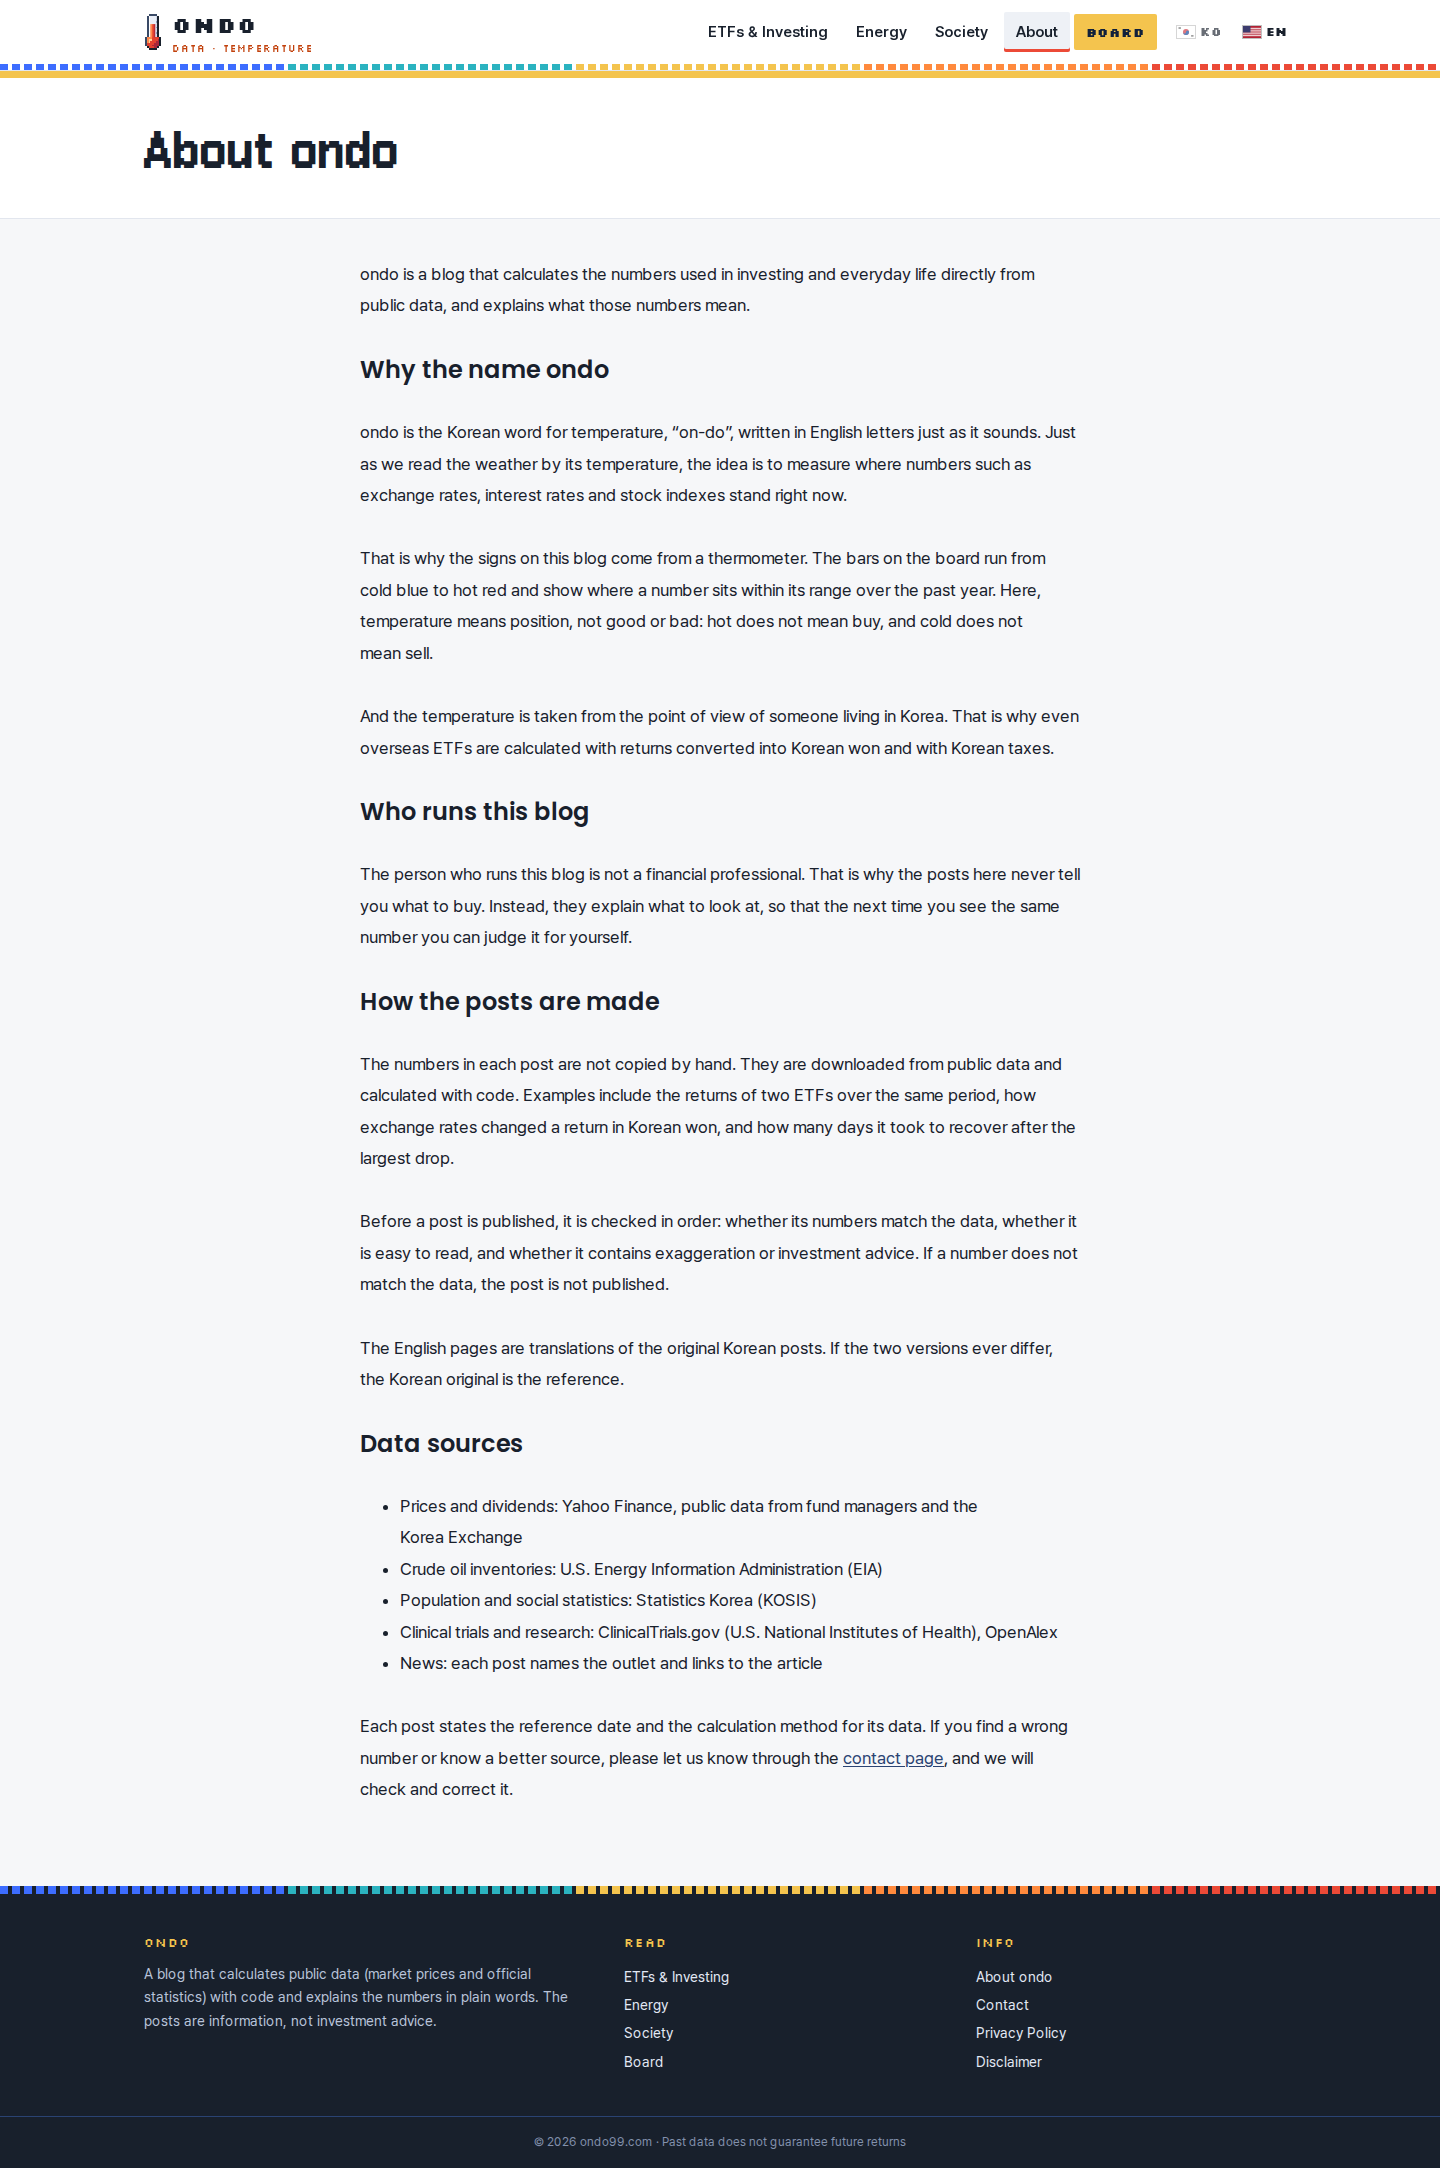 ONDO
DATA · TEMPERATURE
ETFs & Investing
Energy
Society
About
BOARD
KO
EN
About ondo
ondo is a blog that calculates the numbers used in investing and everyday life directly from
public data, and explains what those numbers mean.
Why the name ondo
ondo is the Korean word for temperature, “on-do”, written in English letters just as it sounds. Just
as we read the weather by its temperature, the idea is to measure where numbers such as
exchange rates, interest rates and stock indexes stand right now.
That is why the signs on this blog come from a thermometer. The bars on the board run from
cold blue to hot red and show where a number sits within its range over the past year. Here,
temperature means position, not good or bad: hot does not mean buy, and cold does not
mean sell.
And the temperature is taken from the point of view of someone living in Korea. That is why even
overseas ETFs are calculated with returns converted into Korean won and with Korean taxes.
Who runs this blog
The person who runs this blog is not a financial professional. That is why the posts here never tell
you what to buy. Instead, they explain what to look at, so that the next time you see the same
number you can judge it for yourself.
How the posts are made
The numbers in each post are not copied by hand. They are downloaded from public data and
calculated with code. Examples include the returns of two ETFs over the same period, how
exchange rates changed a return in Korean won, and how many days it took to recover after the
largest drop.
Before a post is published, it is checked in order: whether its numbers match the data, whether it
is easy to read, and whether it contains exaggeration or investment advice. If a number does not
match the data, the post is not published.
The English pages are translations of the original Korean posts. If the two versions ever differ,
the Korean original is the reference.
Data sources
• Prices and dividends: Yahoo Finance, public data from fund managers and the
Korea Exchange
• Crude oil inventories: U.S. Energy Information Administration (EIA)
• Population and social statistics: Statistics Korea (KOSIS)
• Clinical trials and research: ClinicalTrials.gov (U.S. National Institutes of Health), OpenAlex
• News: each post names the outlet and links to the article
Each post states the reference date and the calculation method for its data. If you find a wrong
number or know a better source, please let us know through the contact page, and we will
check and correct it.
ONDO
A blog that calculates public data (market prices and official
statistics) with code and explains the numbers in plain words. The
posts are information, not investment advice.
READ
ETFs & Investing
Energy
Society
Board
INFO
About ondo
Contact
Privacy Policy
Disclaimer
© 2026 ondo99.com · Past data does not guarantee future returns